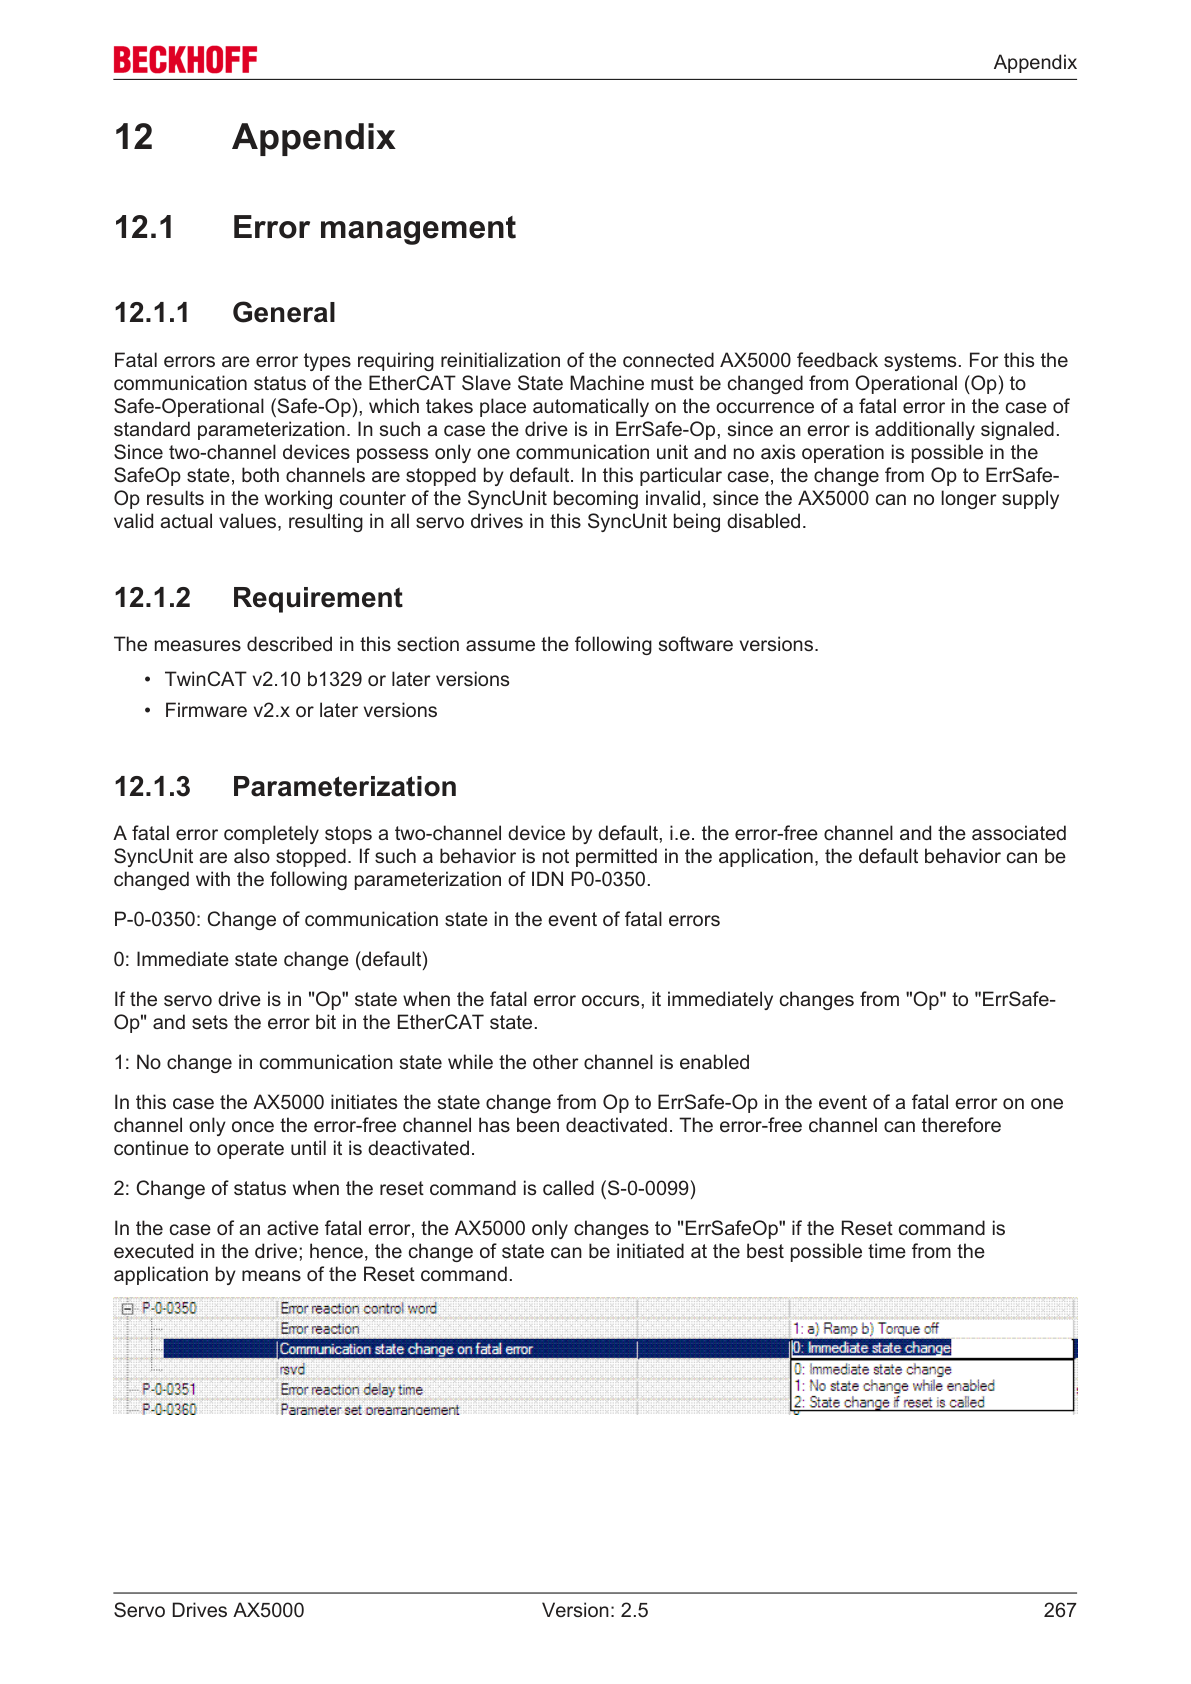 BECKHOFF
Appendix
12 Appendix
12.1 Error management
12.1.1 General
Fatal errors are error types requiring reinitialization of the connected AX5000 feedback systems. For this the
communication status of the EtherCAT Slave State Machine must be changed from Operational (Op) to
Safe-Operational (Safe-Op), which takes place automatically on the occurrence of a fatal error in the case of
standard parameterization. In such a case the drive is in ErrSafe-Op, since an error is additionally signaled.
Since two-channel devices possess only one communication unit and no axis operation is possible in the
SafeOp state, both channels are stopped by default. In this particular case, the change from Op to ErrSafe-
Op results in the working counter of the SyncUnit becoming invalid, since the AX5000 can no longer supply
valid actual values, resulting in all servo drives in this SyncUnit being disabled.
12.1.2 Requirement
The measures described in this section assume the following software versions.
• TwinCAT v2.10 b1329 or later versions
• Firmware v2.x or later versions
12.1.3 Parameterization
A fatal error completely stops a two-channel device by default, i.e. the error-free channel and the associated
SyncUnit are also stopped. If such a behavior is not permitted in the application, the default behavior can be
changed with the following parameterization of IDN P0-0350.
P-0-0350: Change of communication state in the event of fatal errors
0: Immediate state change (default)
If the servo drive is in "Op" state when the fatal error occurs, it immediately changes from "Op" to "ErrSafe-
Op" and sets the error bit in the EtherCAT state.
1: No change in communication state while the other channel is enabled
In this case the AX5000 initiates the state change from Op to ErrSafe-Op in the event of a fatal error on one
channel only once the error-free channel has been deactivated. The error-free channel can therefore
continue to operate until it is deactivated.
2: Change of status when the reset command is called (S-0-0099)
In the case of an active fatal error, the AX5000 only changes to "ErrSafeOp" if the Reset command is
executed in the drive; hence, the change of state can be initiated at the best possible time from the
application by means of the Reset command.
P-0-0350 Error reaction control word
Error reaction 1: a) Ramp b) Torque off
Communication state change on fatal error 0: Immediate state change
rsvd 0: Immediate state change
P-0-0351 Error reaction delay time 1: No state change while enabled
P-0-0360 Parameter set prearrangement 2: State change if reset is called
Servo Drives AX5000 Version: 2.5 267